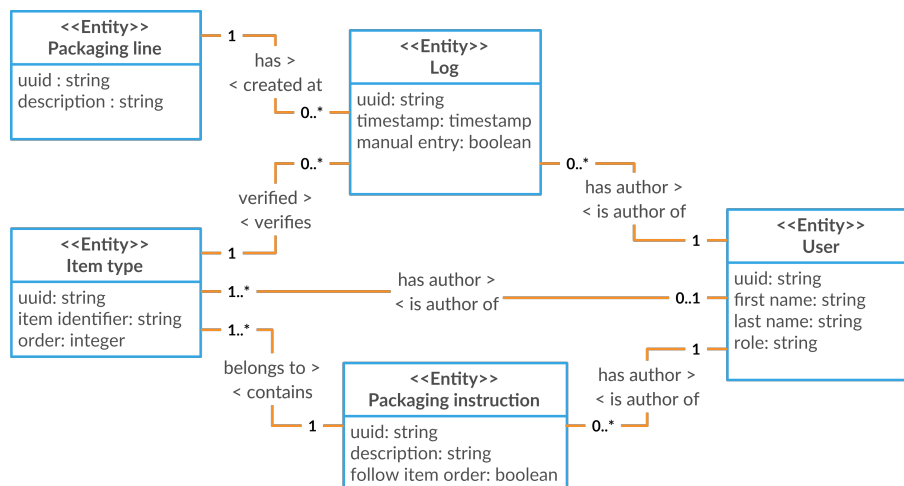 <<Entity>>
Packaging line
uuid : string
description : string
1
has >
< created at
0..*
<<Entity>>
Log
uuid: string
timestamp: timestamp
manual entry: boolean
0..*
verified >
< verifies
1
0..*
has author >
< is author of
1
<<Entity>>
Item type
uuid: string
item identifier: string
order: integer
<<Entity>>
User
uuid: string
first name: string
last name: string
role: string
1..*
has author >
< is author of
0..1
1..*
belongs to >
< contains
1
1
has author >
< is author of
0..*
<<Entity>>
Packaging instruction
uuid: string
description: string
follow item order: boolean